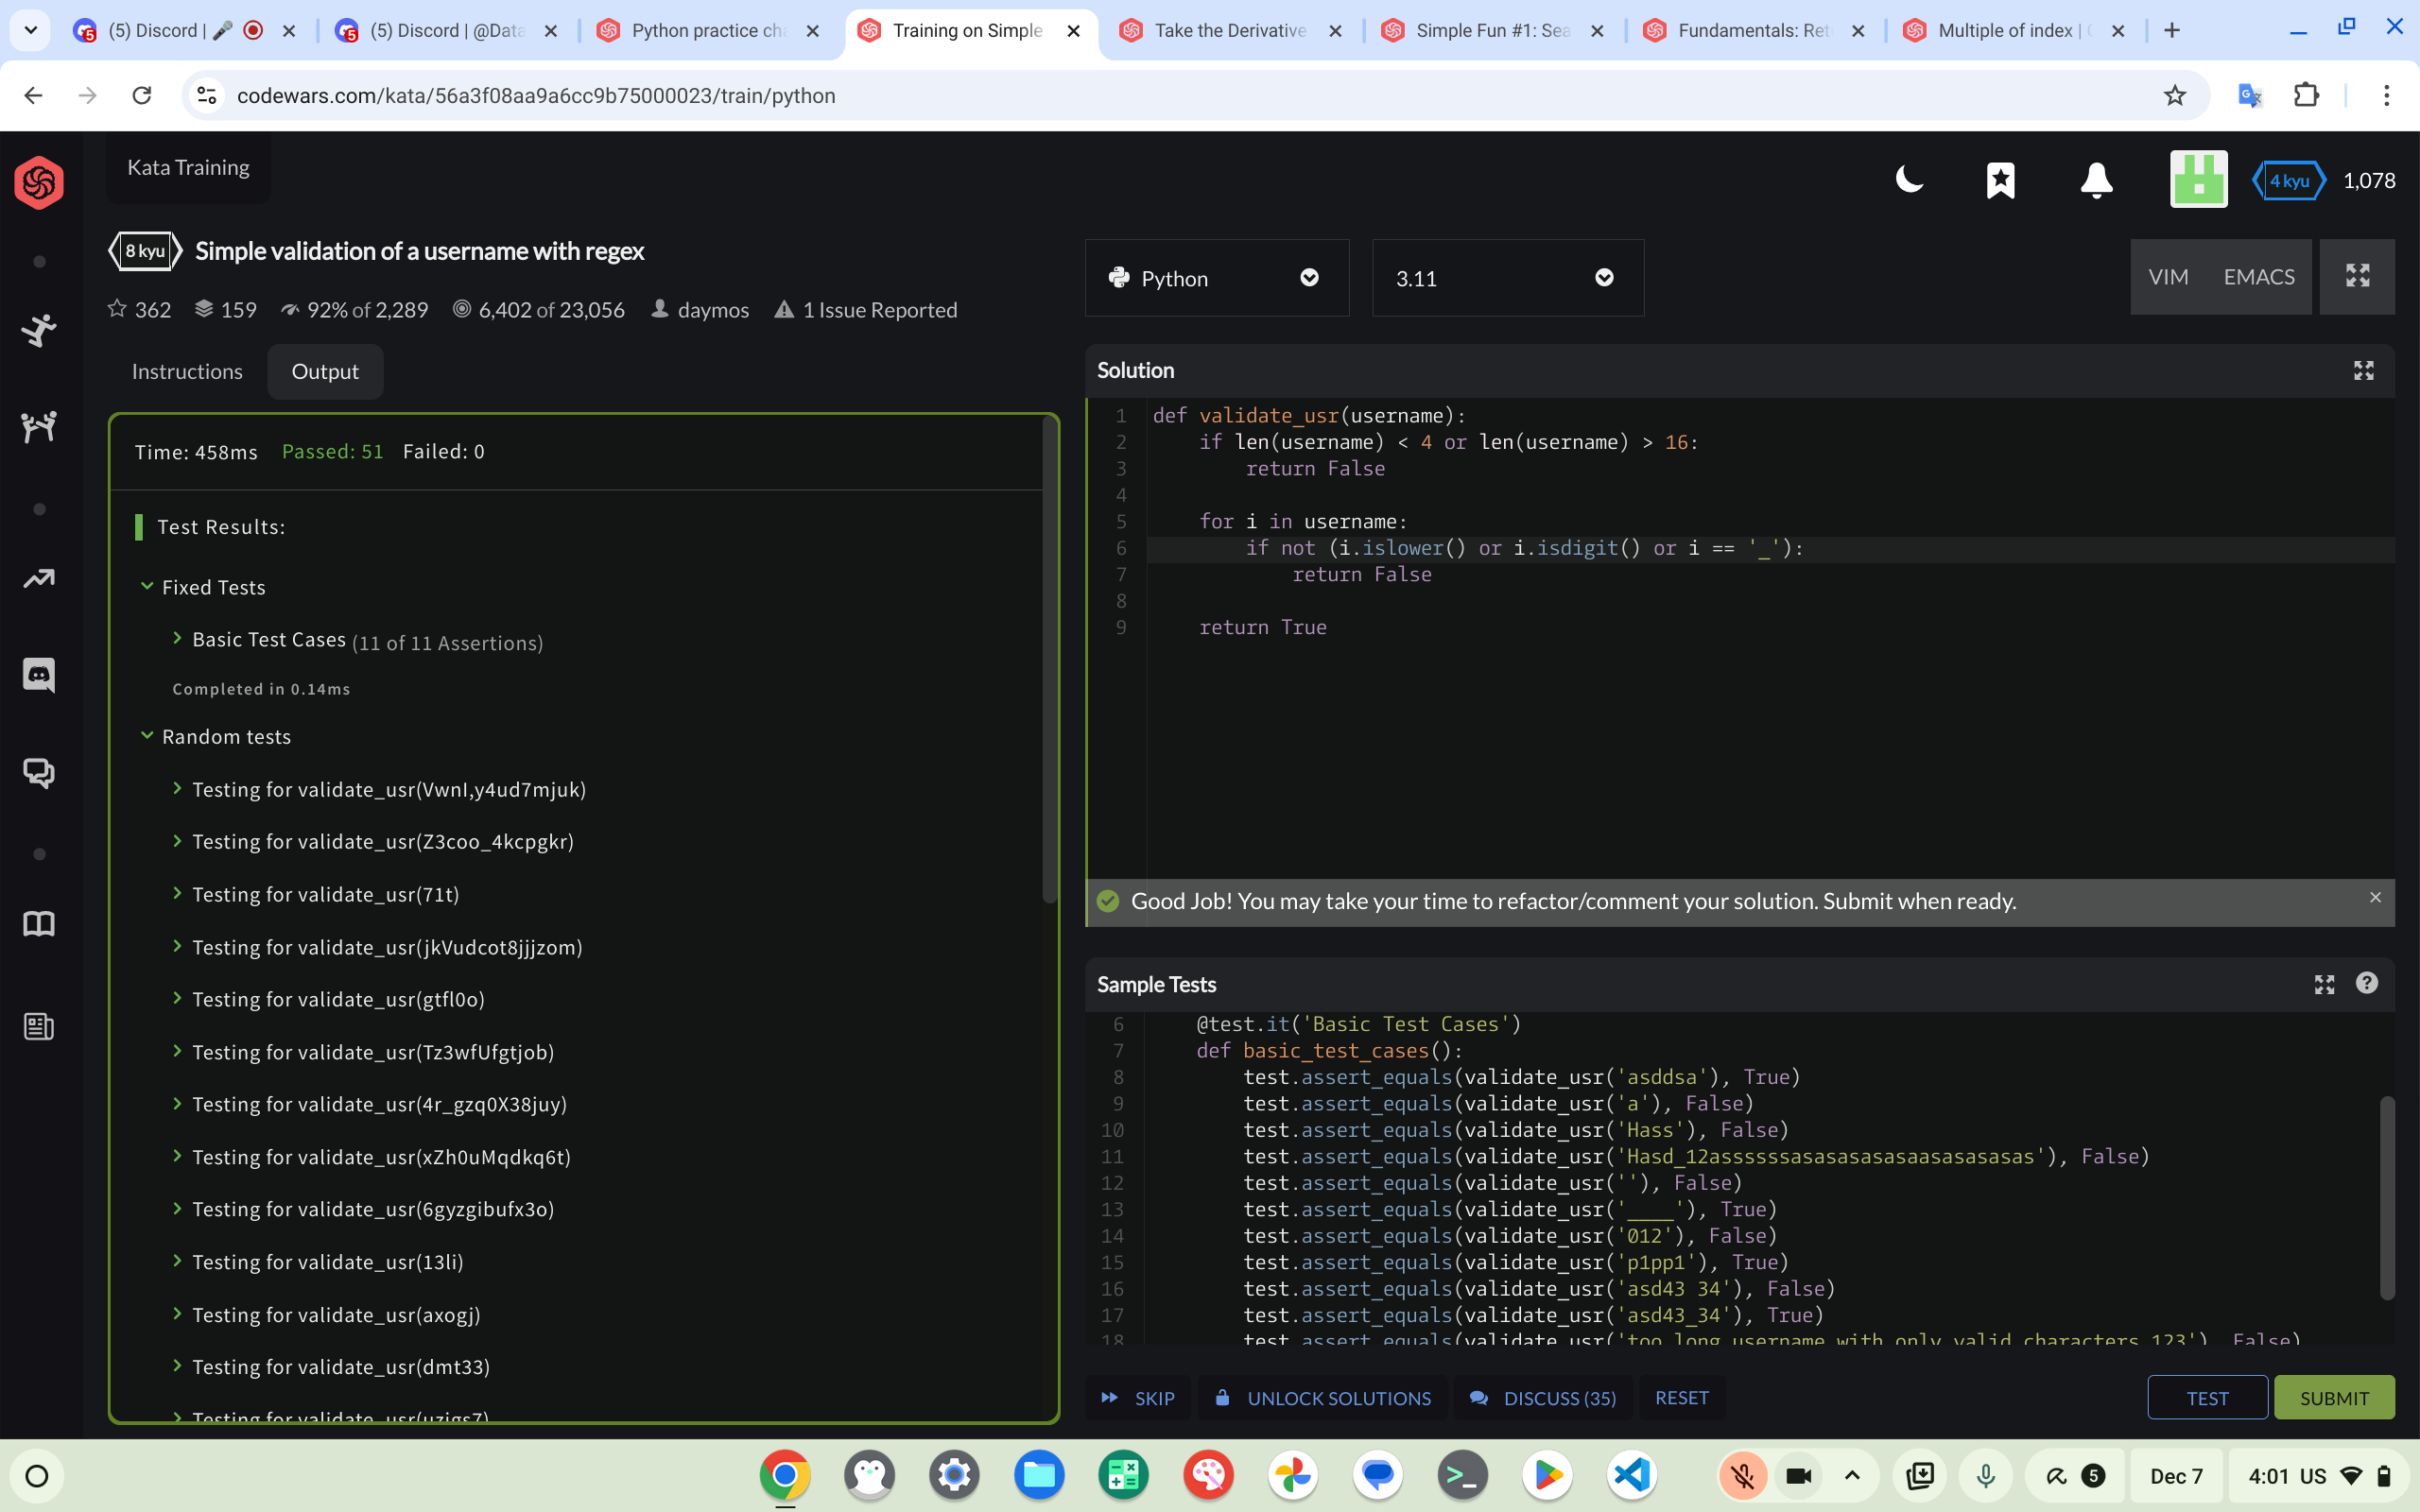 (5) Discord |
(5) Discord | @Data
Python practice cha
Training on Simple
Take the Derivative
Simple Fun #1: Sea
Fundamentals: Ret
Multiple of index |
codewars.com/kata/56a3f08aa9a6cc9b75000023/train/python
Kata Training
4 kyu
1,078
8 kyu
Simple validation of a username with regex
362
159
92% of 2,289
6,402 of 23,056
daymos
1 Issue Reported
Instructions
Output
Time: 458ms Passed: 51 Failed: 0
Test Results:
Fixed Tests
Basic Test Cases (11 of 11 Assertions)
Completed in 0.14ms
Random tests
Testing for validate_usr(VwnI,y4ud7mjuk)
Testing for validate_usr(Z3coo_4kcpgkr)
Testing for validate_usr(71t)
Testing for validate_usr(jkVudcot8jjjzom)
Testing for validate_usr(gtfl0o)
Testing for validate_usr(Tz3wfUfgtjob)
Testing for validate_usr(4r_gzq0X38juy)
Testing for validate_usr(xZh0uMqdkq6t)
Testing for validate_usr(6gyzgibufx3o)
Testing for validate_usr(13li)
Testing for validate_usr(axogj)
Testing for validate_usr(dmt33)
Testing for
Python
3.11
VIM
EMACS
Solution
1 def validate_usr(username):
2 if len(username) < 4 or len(username) > 16:
3 return False
4
5 for i in username:
6 if not (i.islower() or i.isdigit() or i == '_'):
7 return False
8
9 return True
Good Job! You may take your time to refactor/comment your solution. Submit when ready.
Sample Tests
6 @test.it('Basic Test Cases')
7 def basic_test_cases():
8 test.assert_equals(validate_usr('asddsa'), True)
9 test.assert_equals(validate_usr('a'), False)
10 test.assert_equals(validate_usr('Hass'), False)
11 test.assert_equals(validate_usr('Hasd_12assssssasasasasasaasasasasas'), False)
12 test.assert_equals(validate_usr(''), False)
13 test.assert_equals(validate_usr('____'), True)
14 test.assert_equals(validate_usr('012'), False)
15 test.assert_equals(validate_usr('p1pp1'), True)
16 test.assert_equals(validate_usr('asd43 34'), False)
17 test.assert_equals(validate_usr('asd43_34'), True)
18 test.assert_equals(validate_usr('too_long_username_with_only_valid_characters_123'), False)
SKIP
UNLOCK SOLUTIONS
DISCUSS (35)
RESET
TEST
SUBMIT
5
Dec 7
4:01 US